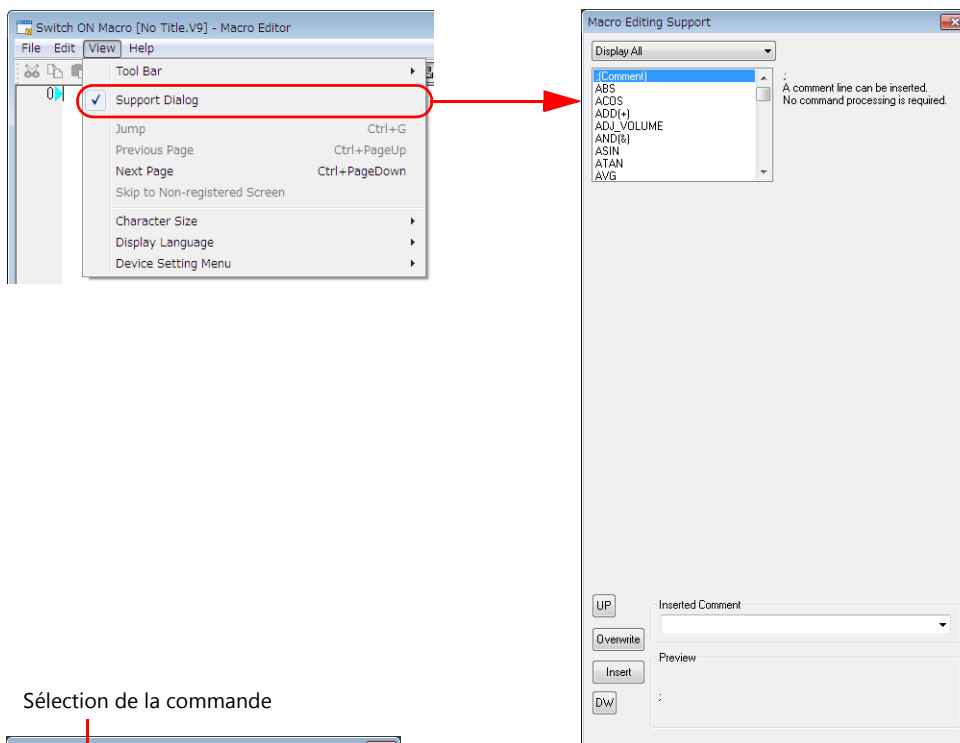 Switch ON Macro [No Title.V9] - Macro Editor
File Edit View Help
Tool Bar
0
Support Dialog
Jump Ctrl+G
Previous Page Ctrl+PageUp
Next Page Ctrl+PageDown
Skip to Non-registered Screen
Character Size
Display Language
Device Setting Menu
Macro Editing Support
Display All
;(Comment)
ABS
ACOS
ADD(+)
ADJ_VOLUME
AND(&)
ASIN
ATAN
AVG
;
A comment line can be inserted.
No command processing is required.
UP
Overwrite
Insert
DW
Inserted Comment
Preview
;
Sélection de la commande